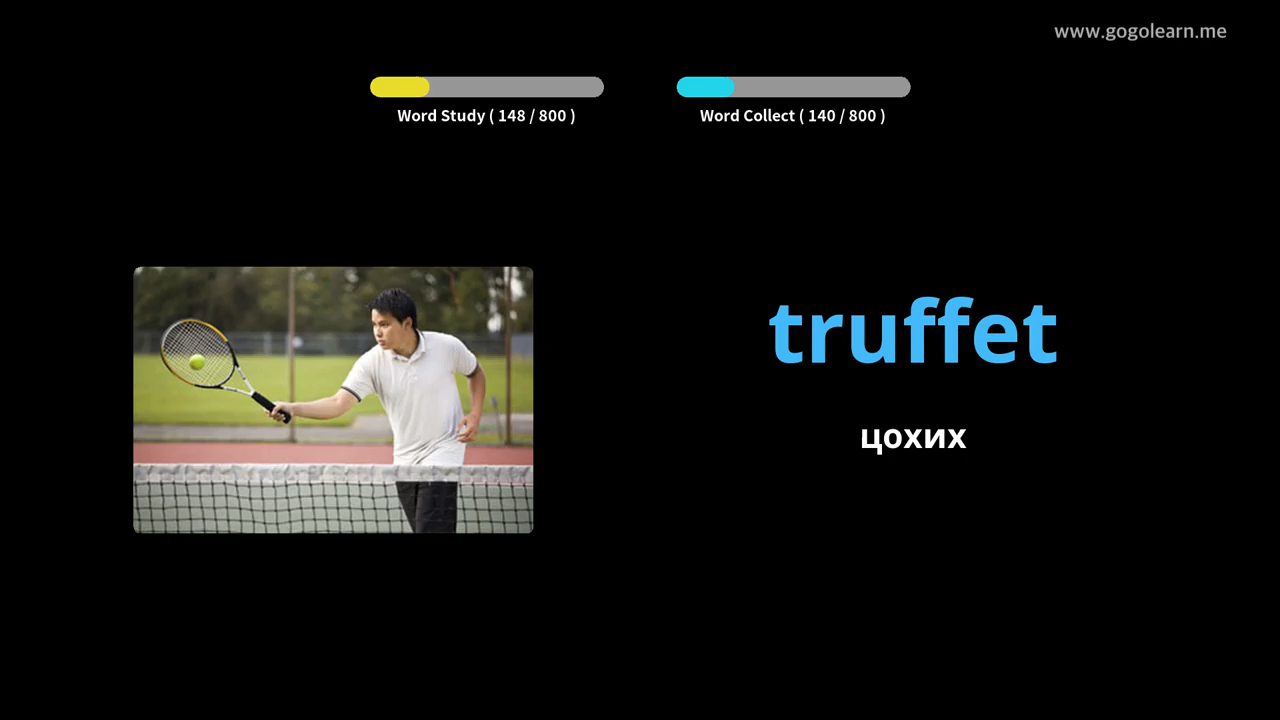 www.gogolearn.me
Word Study ( 148 / 800 )
Word Collect ( 140 / 800 )
truffet
цохих